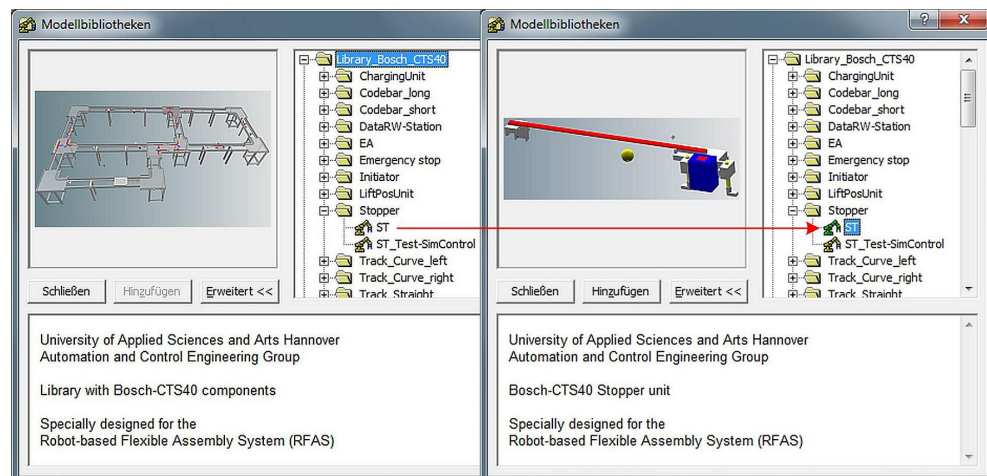 Modellbibliotheken
Library_Bosch_CTS40
ChargingUnit
Codebar_long
Codebar_short
DataRW-Station
EA
Emergency stop
Initiator
LiftPosUnit
Stopper
ST
ST_Test-SimControl
Track_Curve_left
Track_Curve_right
Track_Straight
Schließen
Hinzufügen
Erweitert <<
University of Applied Sciences and Arts Hannover
Automation and Control Engineering Group
Library with Bosch-CTS40 components
Specially designed for the
Robot-based Flexible Assembly System (RFAS)
Modellbibliotheken
?
X
Library_Bosch_CTS40
ChargingUnit
Codebar_long
Codebar_short
DataRW-Station
EA
Emergency stop
Initiator
LiftPosUnit
Stopper
ST
ST_Test-SimControl
Track_Curve_left
Track_Curve_right
Track_Straight
Schließen
Hinzufügen
Erweitert <<
University of Applied Sciences and Arts Hannover
Automation and Control Engineering Group
Bosch-CTS40 Stopper unit
Specially designed for the
Robot-based Flexible Assembly System (RFAS)